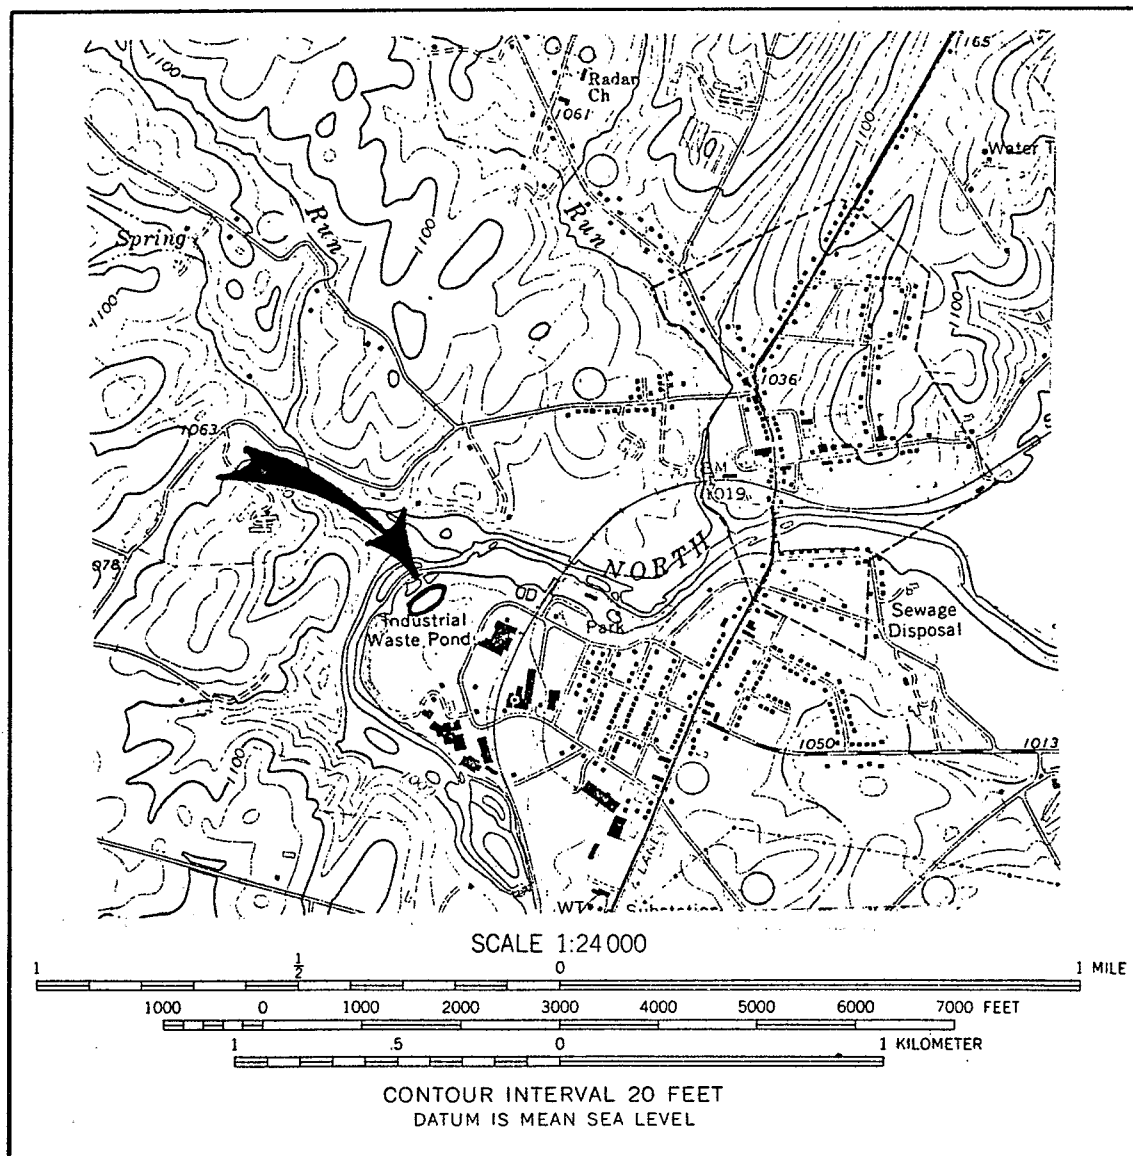 165
1100
Radar
Ch
1061
1100
Water T
Run
Run
Spring
1100
1100
1100
1036
1063
BM
1019
NORTH
978
Industrial
Waste Pond
Park
Sewage
Disposal
1100
1050
1013
LANE
WT
Substation
SCALE 1:24 000
1 ½ 0 1 MILE
1000 0 1000 2000 3000 4000 5000 6000 7000 FEET
1 .5 0 1 KILOMETER
CONTOUR INTERVAL 20 FEET
DATUM IS MEAN SEA LEVEL